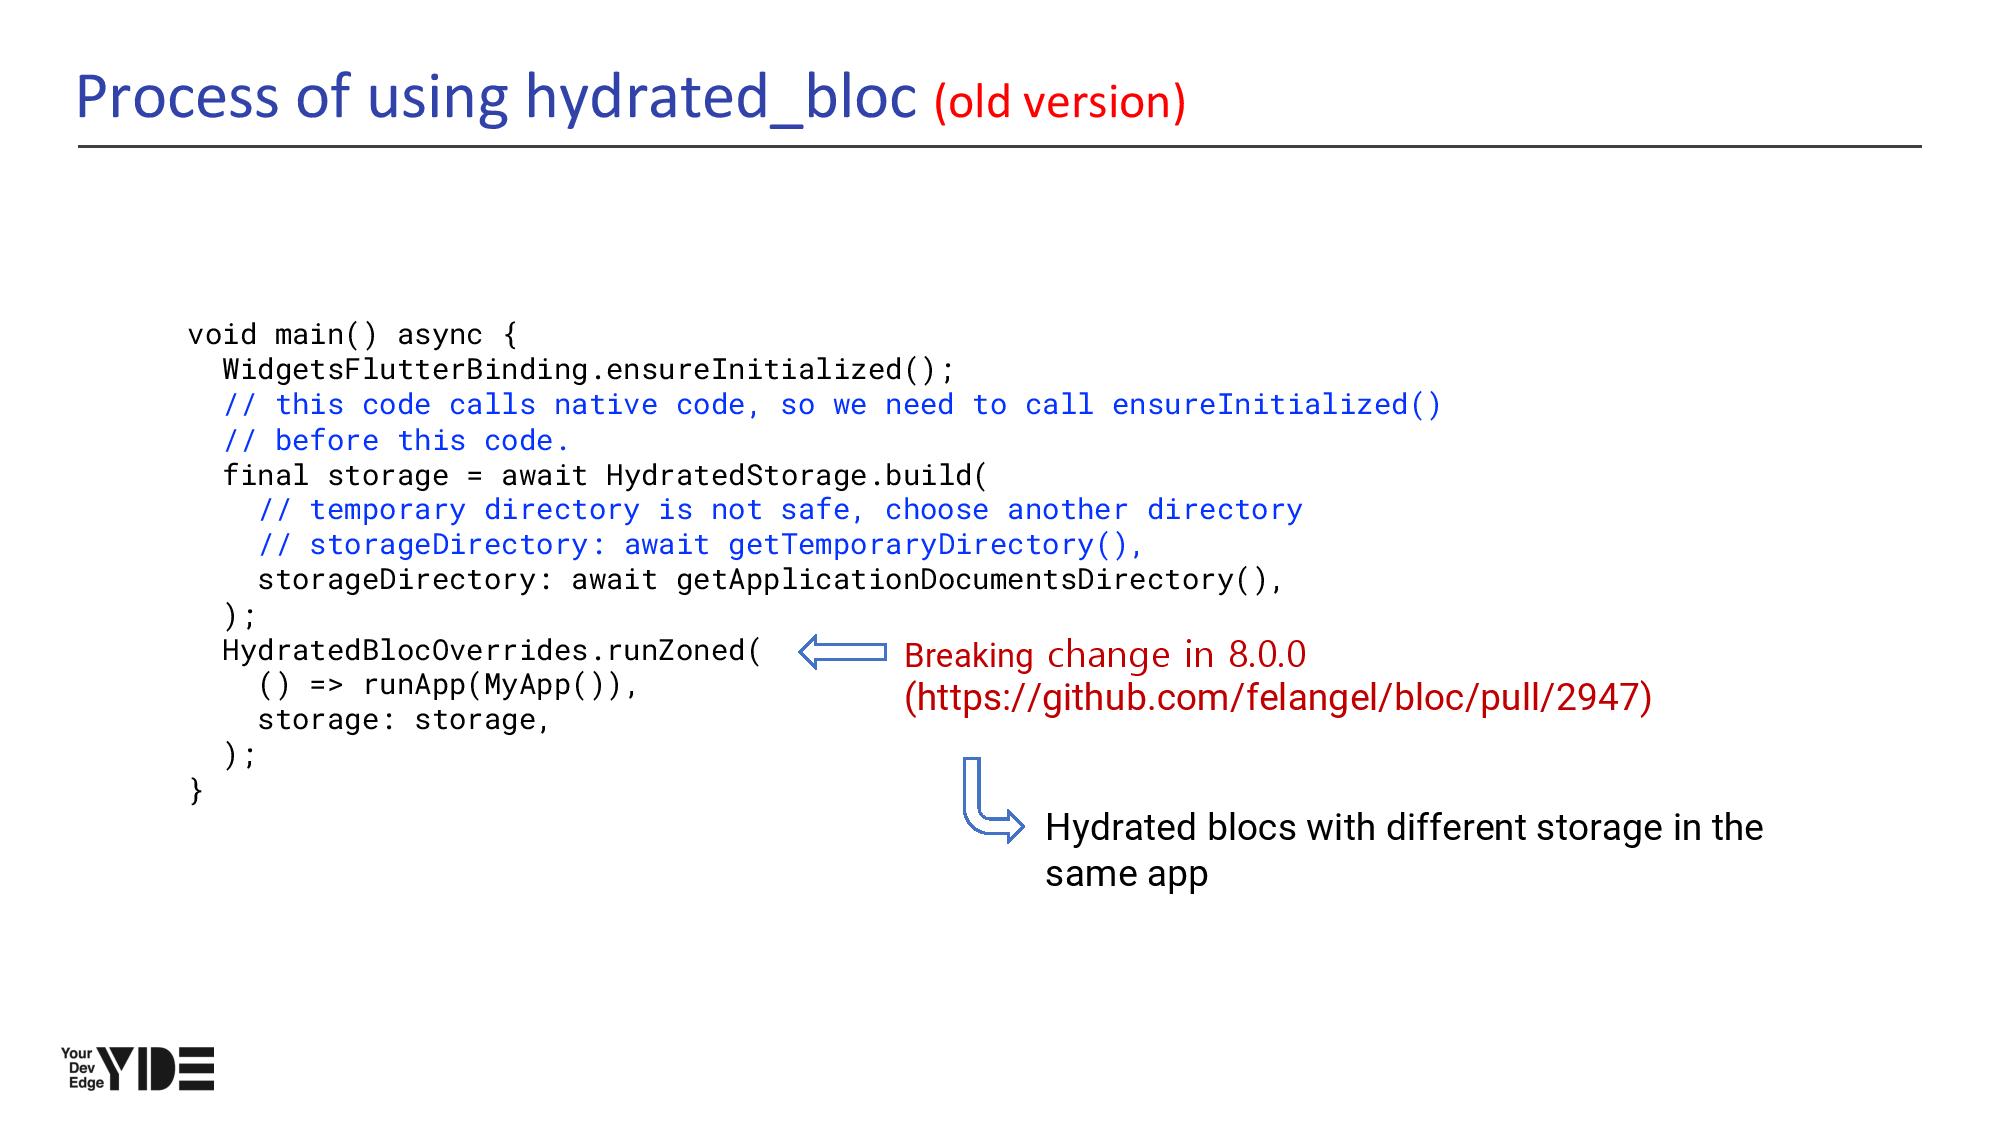 Process of using hydrated_bloc (old version)
void main() async {
  WidgetsFlutterBinding.ensureInitialized();
  // this code calls native code, so we need to call ensureInitialized()
  // before this code.
  final storage = await HydratedStorage.build(
    // temporary directory is not safe, choose another directory
    // storageDirectory: await getTemporaryDirectory(),
    storageDirectory: await getApplicationDocumentsDirectory(),
  );
  HydratedBlocOverrides.runZoned(
    () => runApp(MyApp()),
    storage: storage,
  );
}
Breaking change in 8.0.0
(https://github.com/felangel/bloc/pull/2947)
Hydrated blocs with different storage in the
same app
Your
Dev
Edge
YDE